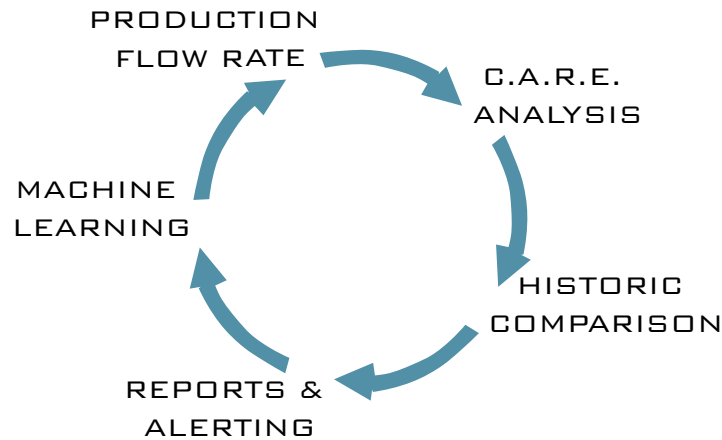 PRODUCTION
FLOW RATE
C.A.R.E.
ANALYSIS
HISTORIC
COMPARISON
REPORTS &
ALERTING
MACHINE
LEARNING